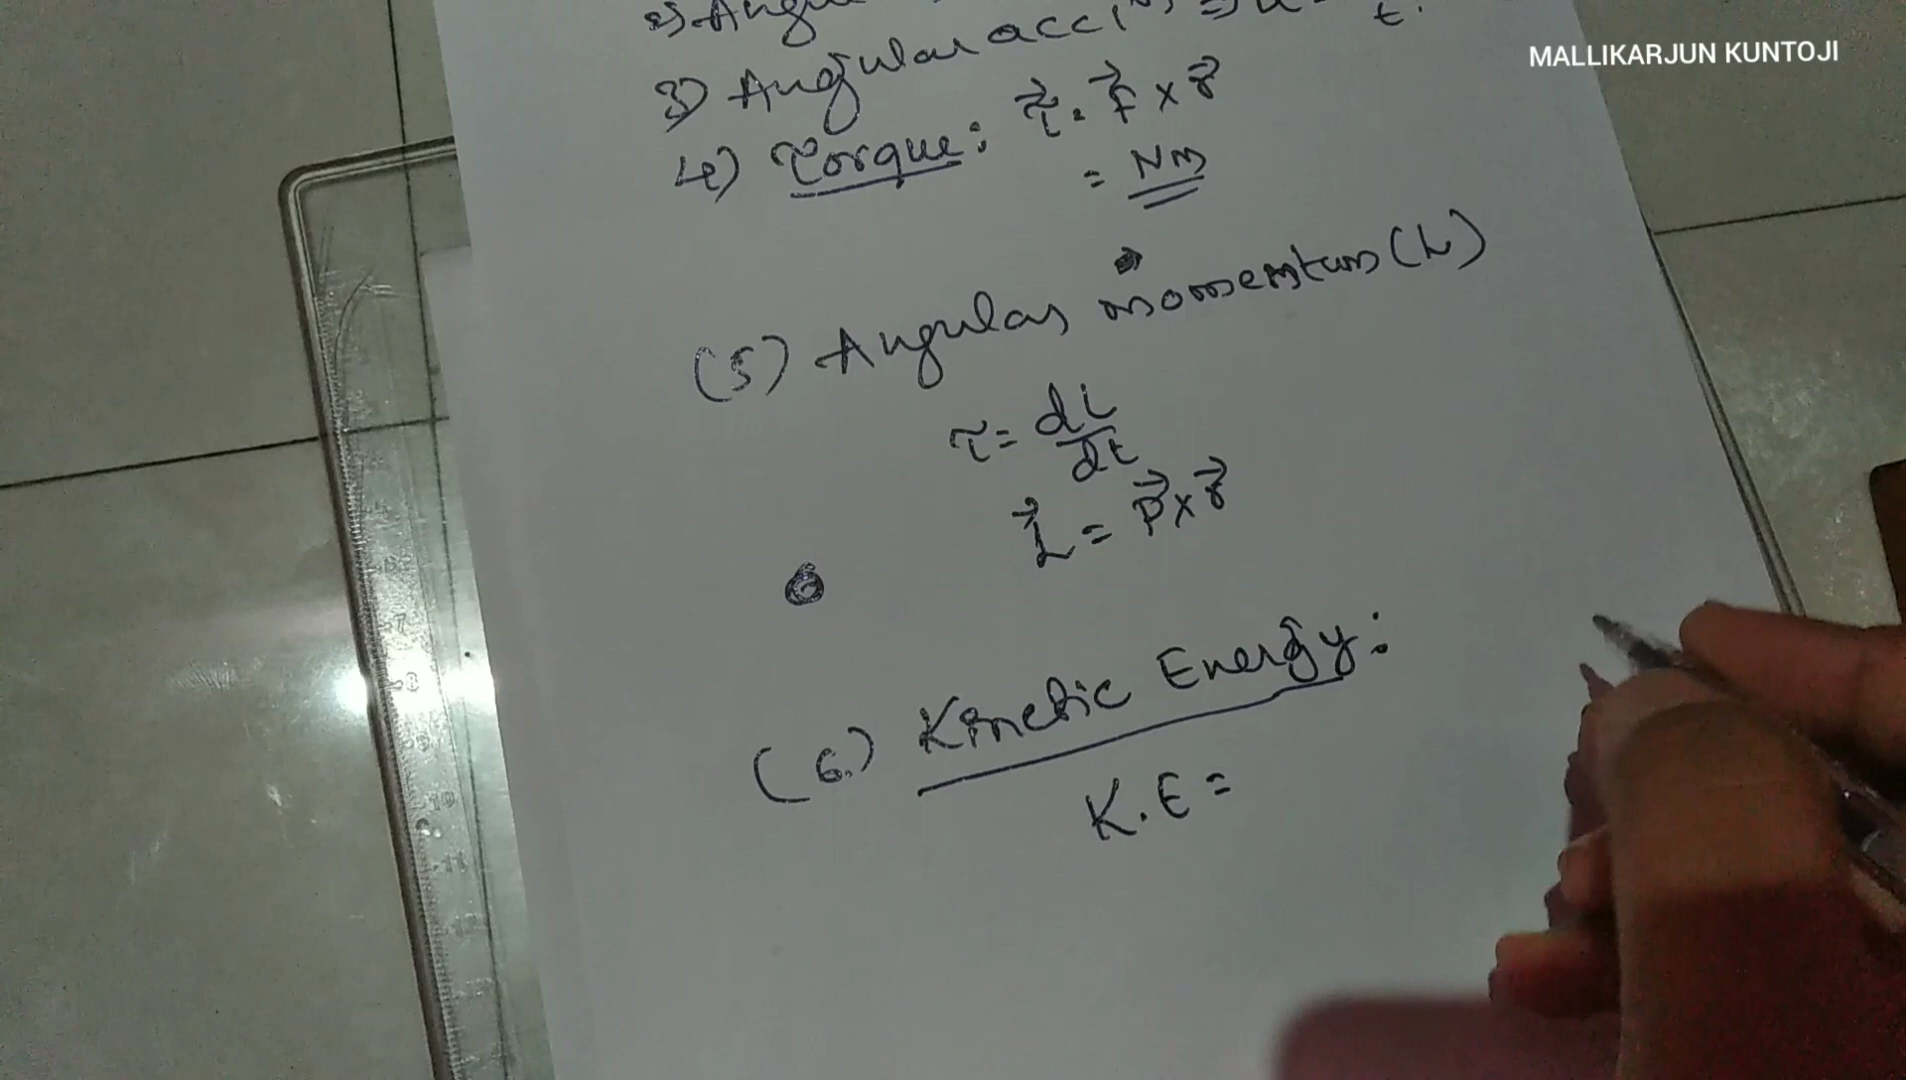 MALLIKARJUN KUNTOJI
3) Angular accl
t.
4) Torque: τ⃗ = F⃗ × r⃗
= Nm
(5) Angular momentum (L)
τ = dL/dt
L⃗ = P⃗ × r⃗
(6.) Kinetic Energy:
K.E =